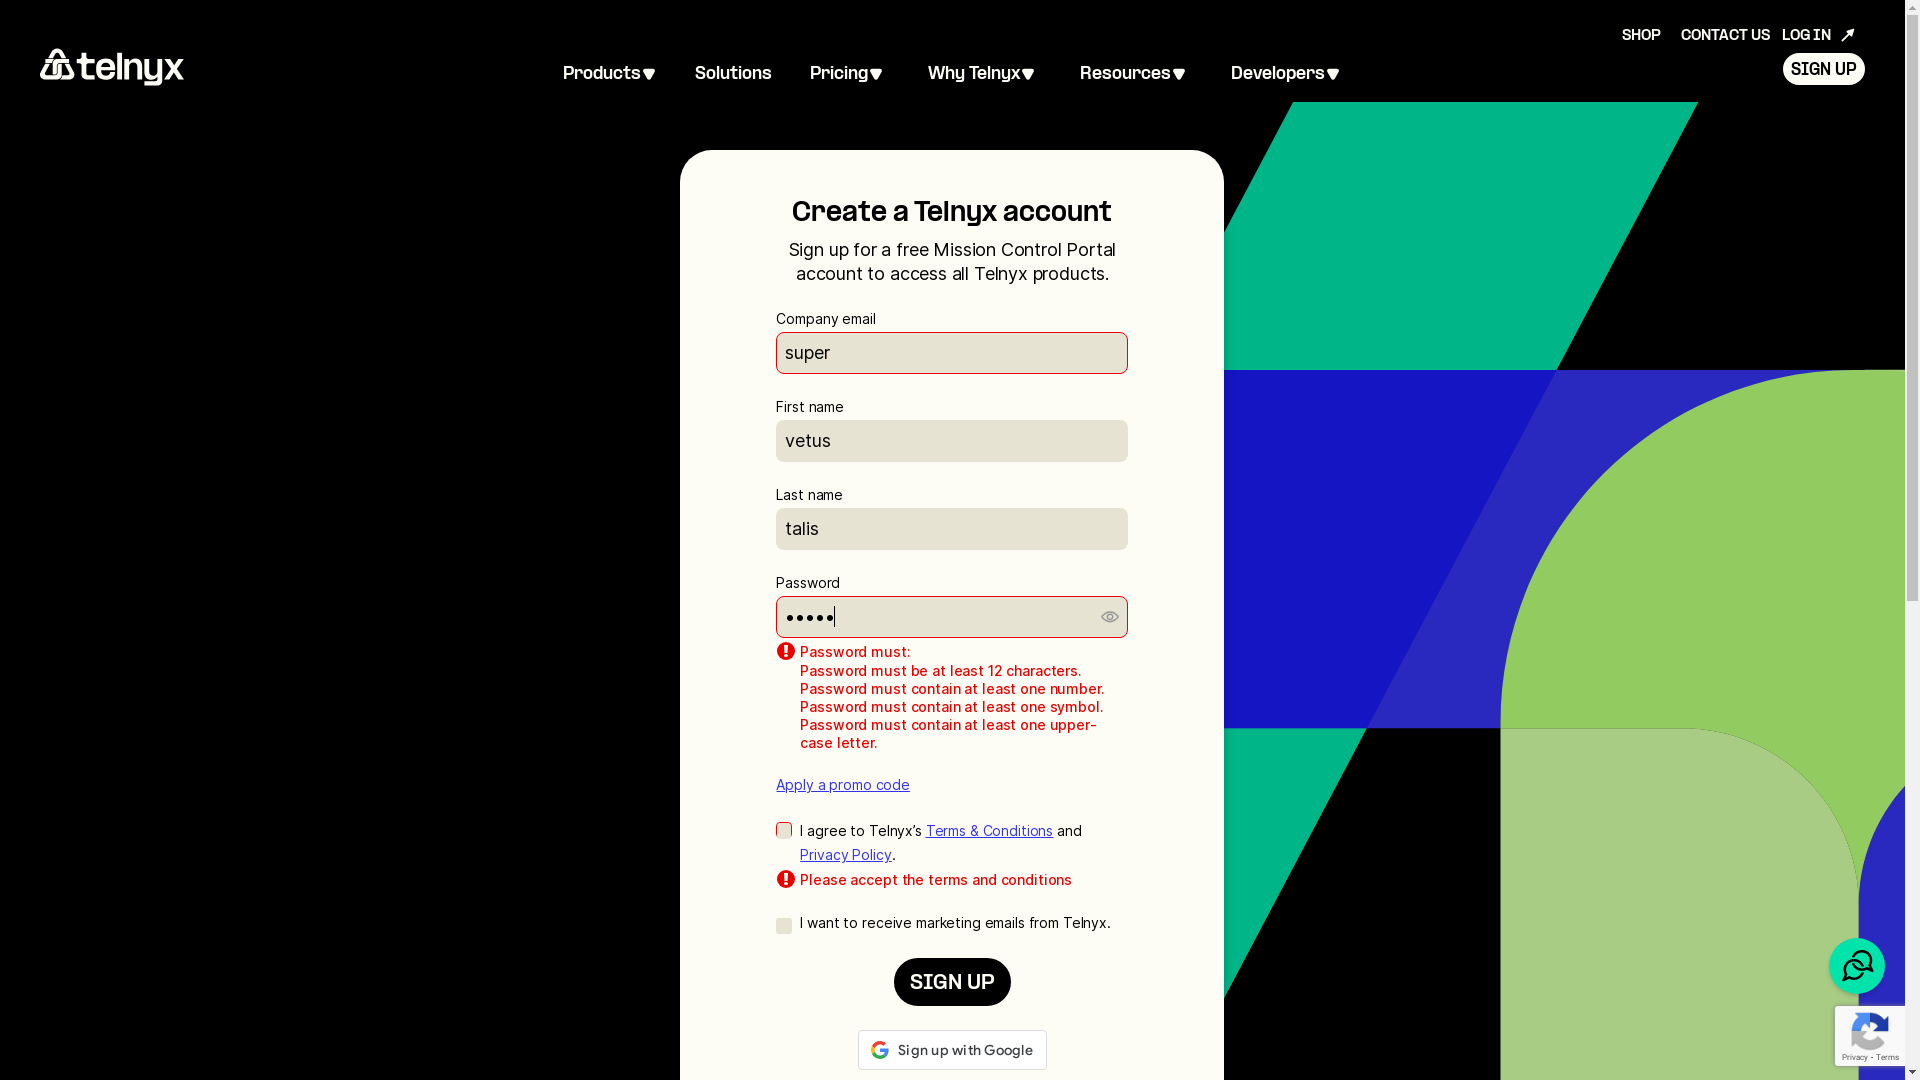 SHOP CONTACT US LOG IN
telnyx
Products Solutions Pricing Why Telnyx Resources Developers
SIGN UP
Create a Telnyx account
Sign up for a free Mission Control Portal
account to access all Telnyx products.
Company email
super
First name
vetus
Last name
talis
Password
•••••
Password must:
Password must be at least 12 characters.
Password must contain at least one number.
Password must contain at least one symbol.
Password must contain at least one upper-
case letter.
Apply a promo code
I agree to Telnyx’s Terms & Conditions and
Privacy Policy.
Please accept the terms and conditions
I want to receive marketing emails from Telnyx.
SIGN UP
Sign up with Google
Privacy - Terms